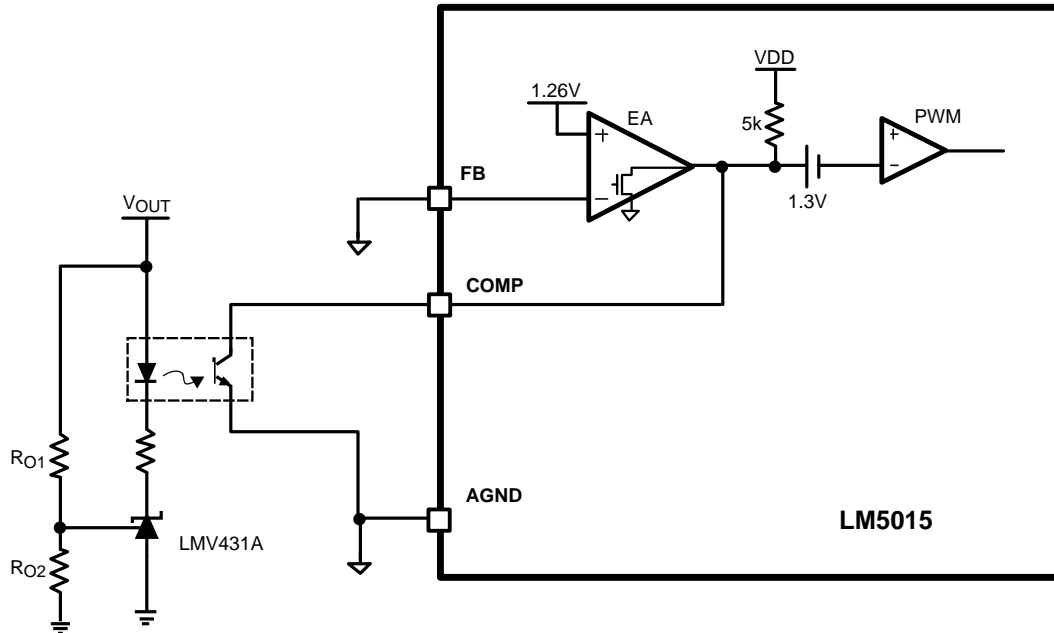 VDD
1.26V
EA
PWM
5k
+
+
FB
−
−
1.3V
VOUT
COMP
RO1
AGND
LM5015
LMV431A
RO2